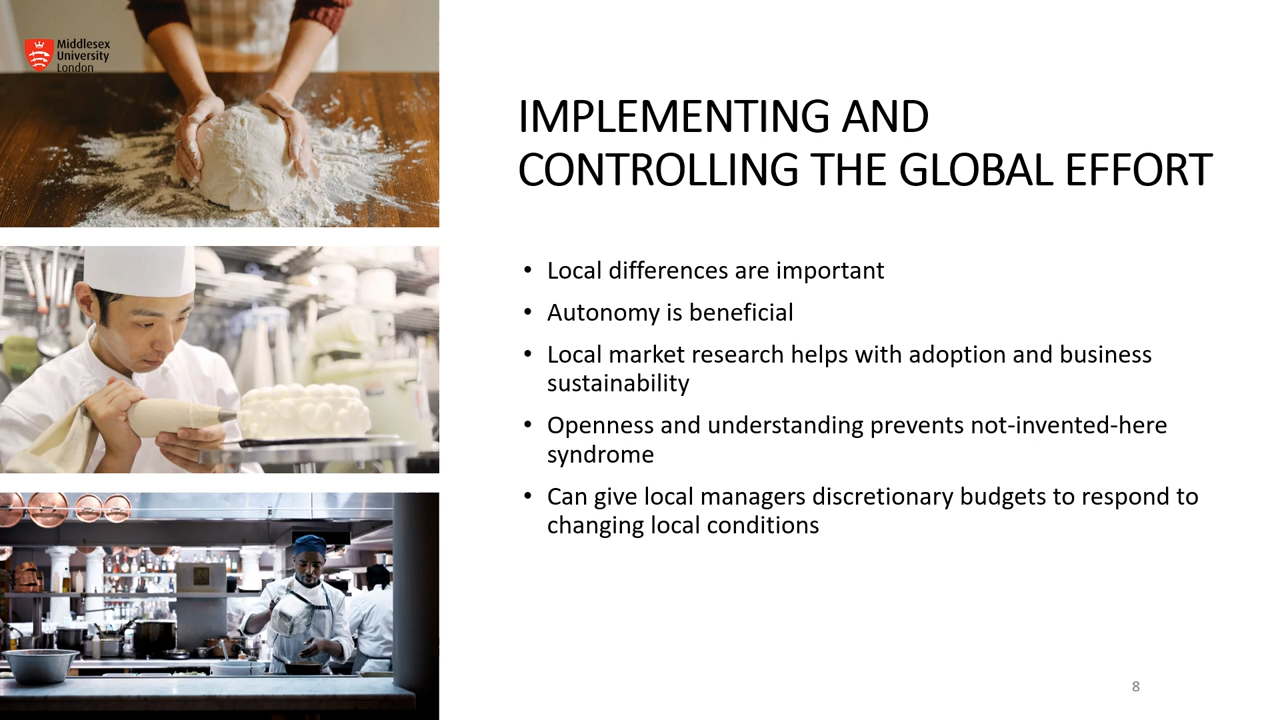 Middlesex
University
London
IMPLEMENTING AND
CONTROLLING THE GLOBAL EFFORT
• Local differences are important
• Autonomy is beneficial
• Local market research helps with adoption and business
sustainability
• Openness and understanding prevents not-invented-here
syndrome
• Can give local managers discretionary budgets to respond to
changing local conditions
8